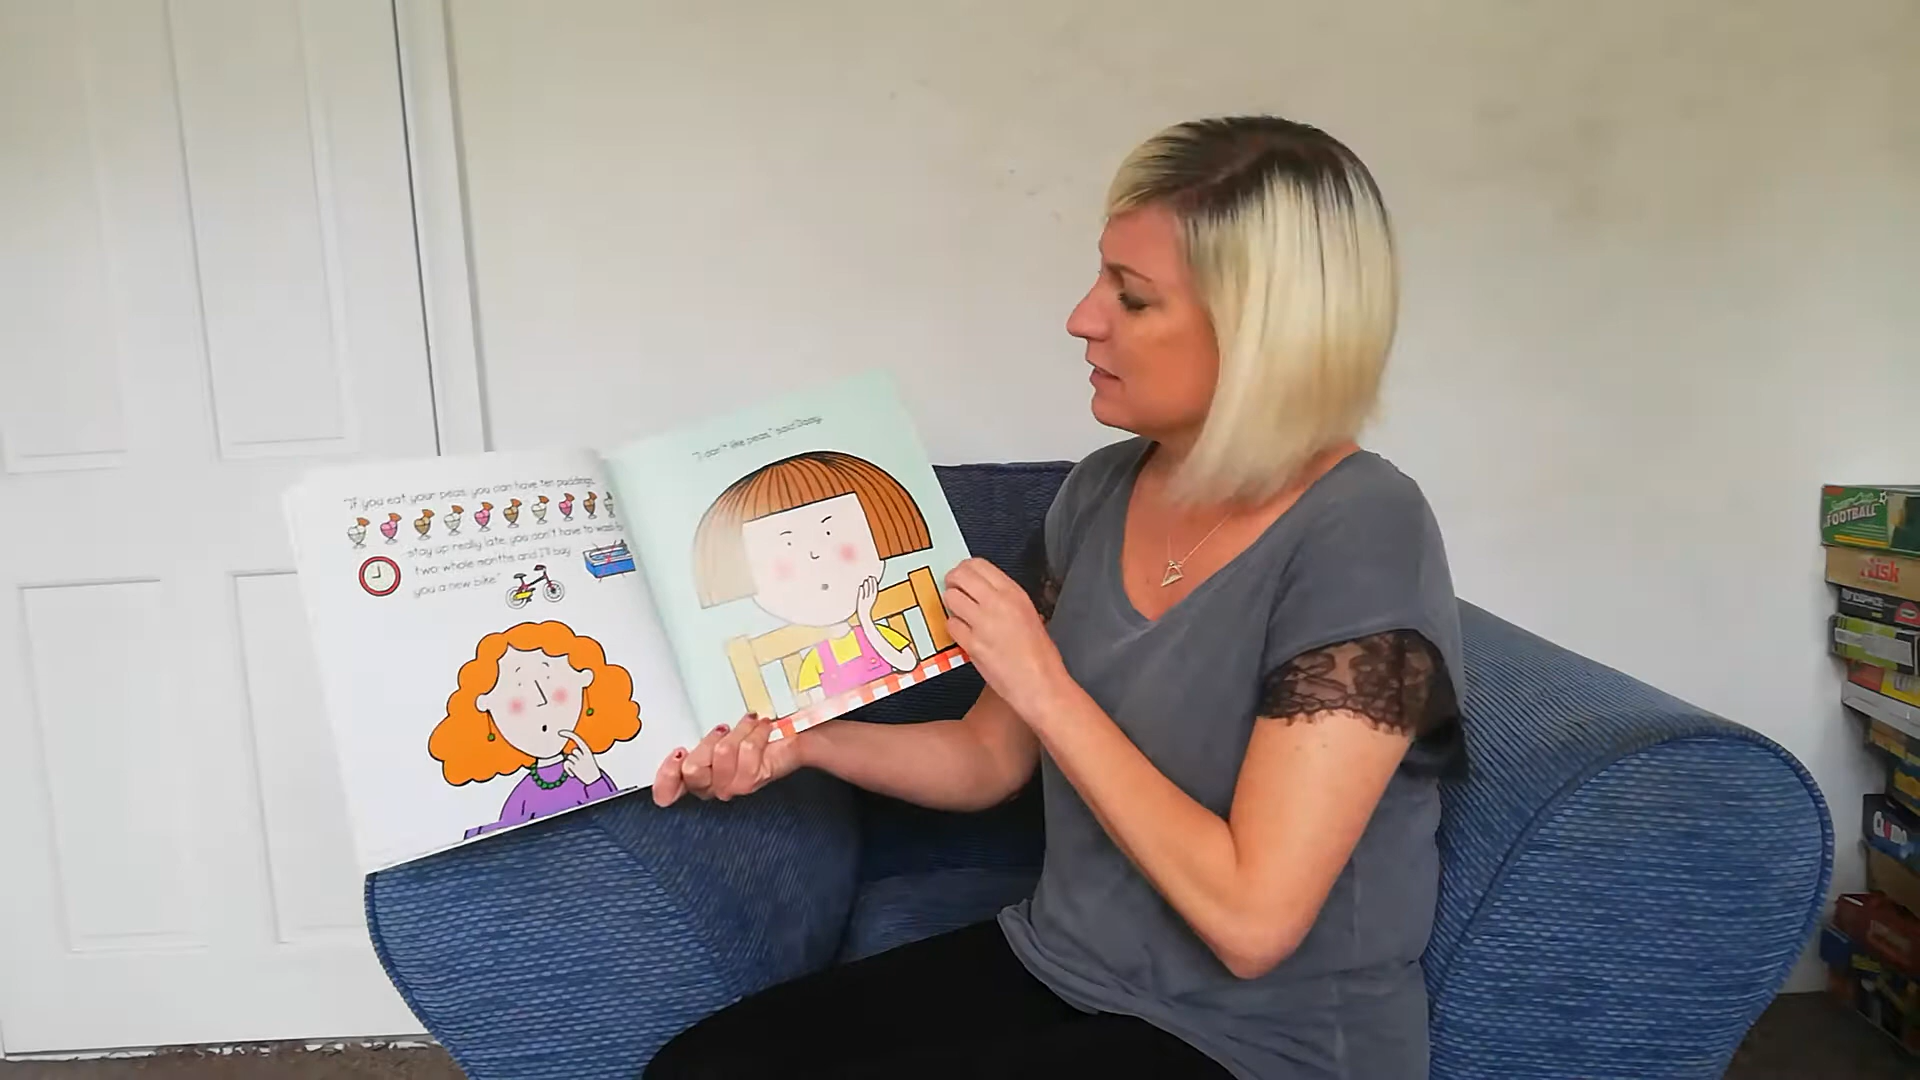 "If you eat your peas, you can have ten puddings,
stay up really late, you don't have to wash for
two whole months and I'll buy
you a new bike."
"I don't like peas," said Daisy.
FOOTBALL
Risk